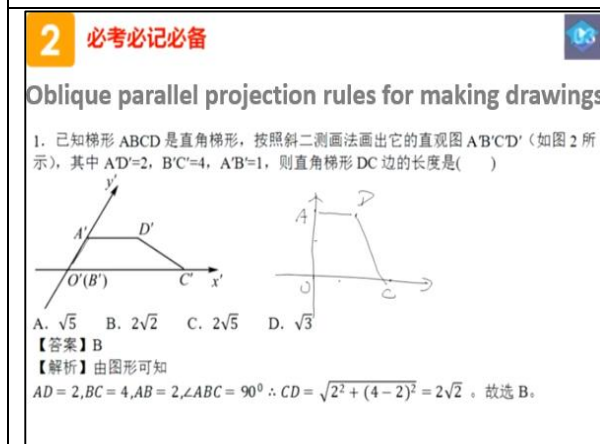 2 必考必记必备
03
Oblique parallel projection rules for making drawings
1. 已知梯形 ABCD 是直角梯形，按照斜二测画法画出它的直观图 A'B'C'D'（如图 2 所
示），其中 A'D'=2，B'C'=4，A'B'=1，则直角梯形 DC 边的长度是(    )
y'
A' D'
O'(B') C' x'
A D
O C
A. √5 B. 2√2 C. 2√5 D. √3
【答案】B
【解析】由图形可知
AD = 2,BC = 4,AB = 2,∠ABC = 90⁰ ∴ CD = √2² + (4 − 2)² = 2√2 。故选 B。